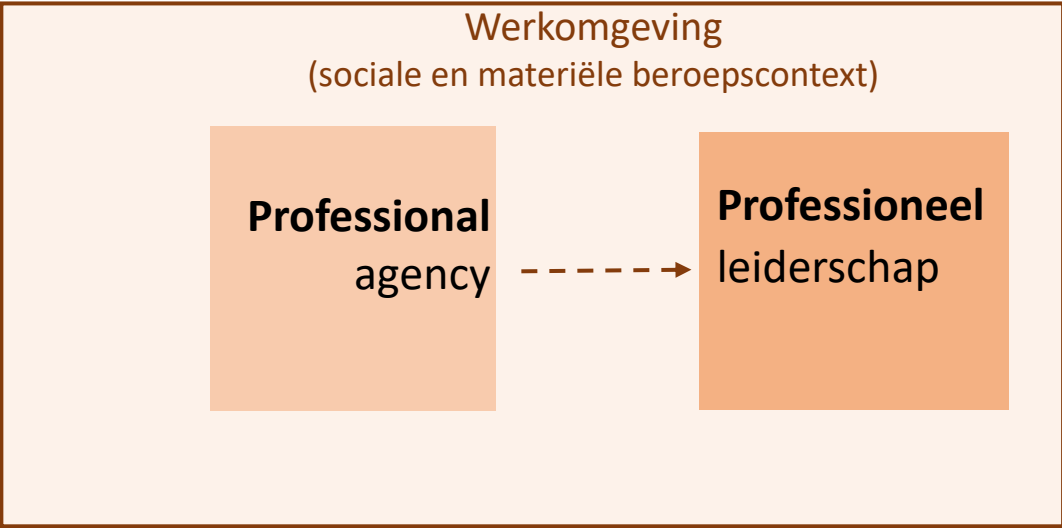 Werkomgeving
(sociale en materiële beroepscontext)
Professional
agency
Professioneel
leiderschap